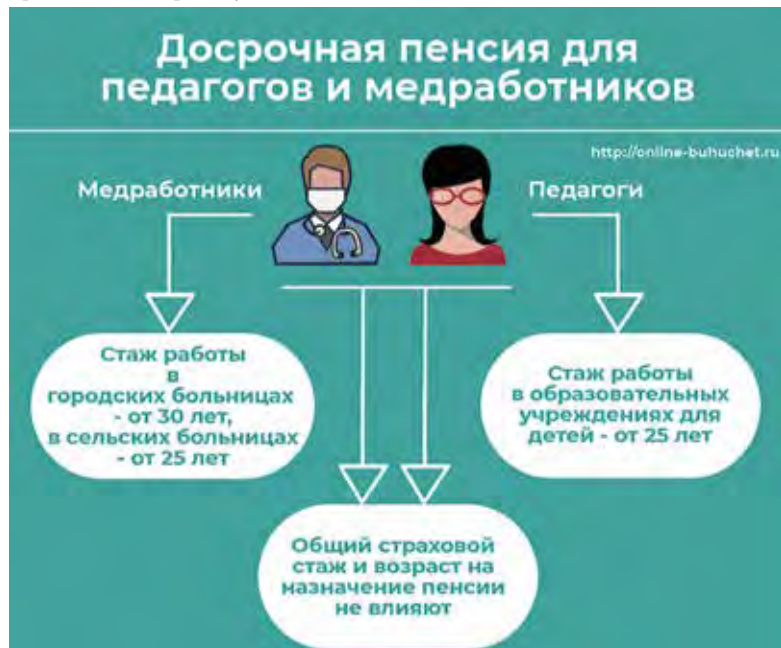 Досрочная пенсия для
педагогов и медработников
http://online-buhuchet.ru
Медработники
Педагоги
Стаж работы
в
городских больницах
- от 30 лет,
в сельских больницах
- от 25 лет
Стаж работы
в образовательных
учреждениях для
детей - от 25 лет
Общий страховой
стаж и возраст на
назначение пенсии
не влияют